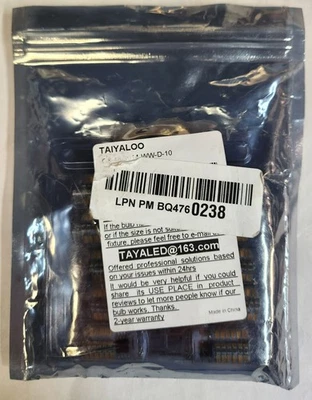 TAIYALOO
WW-D-10
LPN PM BQ4760238
If the bulb
or if the size is not
fixture, please feel free to e-mail
TAYALED@163.com
Offered professional solutions based
on your issues within 24hrs
It would be very helpful if you could
share its USE PLACE in product
reviews to let more people know if our
bulb works. Thanks.
2-year warranty
Made in China